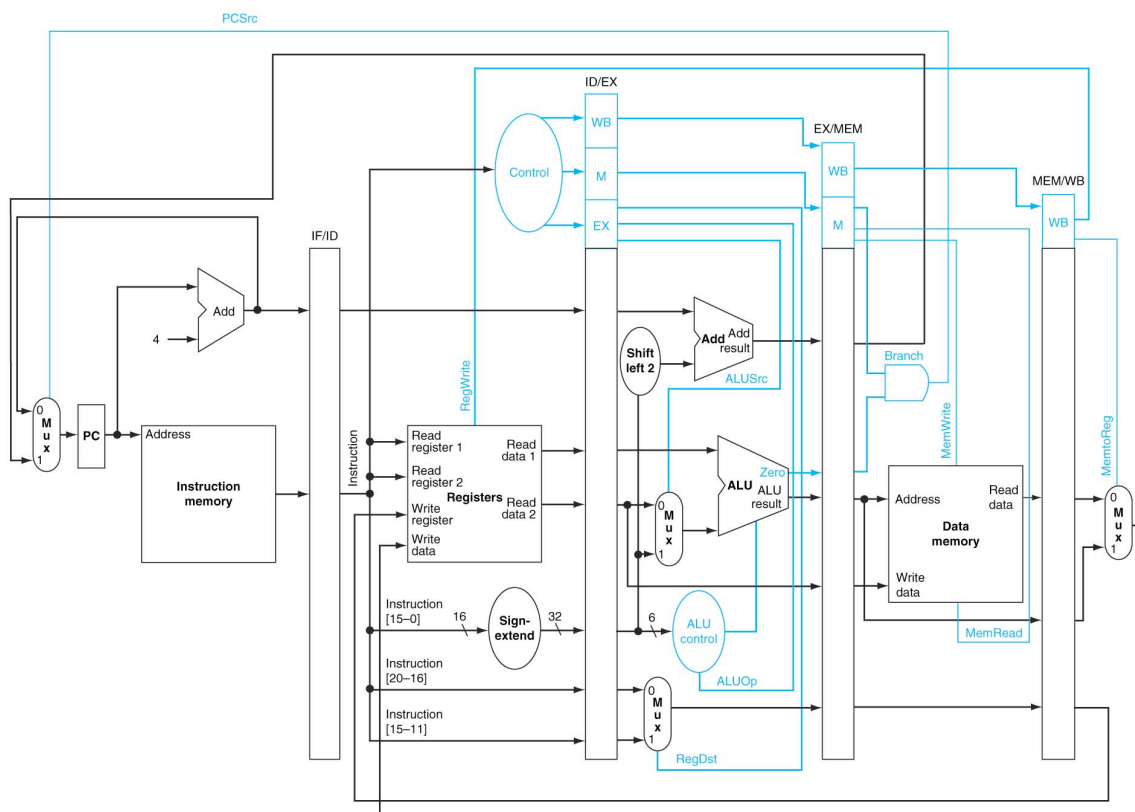 PCSrc
ID/EX
WB
EX/MEM
Control
M
WB
MEM/WB
EX
M
WB
IF/ID
Add
4
Add
Add
result
Shift
left 2
Branch
ALUSrc
RegWrite
MemWrite
MemtoReg
0
M
u
x
1
PC
Address
Instruction
memory
Instruction
Read
register 1
Read
register 2
Write
register
Write
data
Registers
Read
data 1
Read
data 2
0
M
u
x
1
Zero
ALU
ALU
result
Address
Read
data
Data
memory
Write
data
0
M
u
x
1
MemRead
Instruction
[15–0]
16
Sign-
extend
32
6
ALU
control
Instruction
[20–16]
ALUOp
Instruction
[15–11]
0
M
u
x
1
RegDst